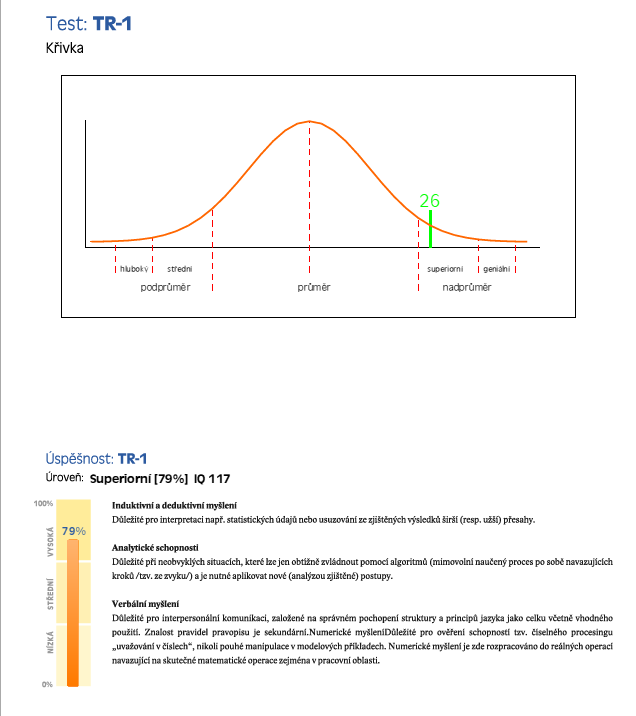 Test: TR-1
Křivka
26
hluboký střední superiorní geniální
podprůměr průměr nadprůměr
Úspěšnost: TR-1
Úroveň: Superiorní [79%] IQ 117
100%
79%
VYSOKÁ
STŘEDNÍ
NÍZKÁ
0%
Induktivní a deduktivní myšlení
Důležité pro interpretaci např. statistických údajů nebo usuzování ze zjištěných výsledků širší (resp. užší) přesahy.
Analytické schopnosti
Důležité při neobvyklých situacích, které lze jen obtížně zvládnout pomocí algoritmů (mimovolní naučený proces po sobě navazujících
kroků /tzv. ze zvyku/) a je nutné aplikovat nové (analýzou zjištěné) postupy.
Verbální myšlení
Důležité pro interpersonální komunikaci, založené na správném pochopení struktury a principů jazyka jako celku včetně vhodného
použití. Znalost pravidel pravopisu je sekundární.Numerické myšleníDůležité pro ověření schopností tzv. číselného procesingu
„uvažování v číslech“, nikoli pouhé manipulace v modelových příkladech. Numerické myšlení je zde rozpracováno do reálných operací
navazující na skutečné matematické operace zejména v pracovní oblasti.